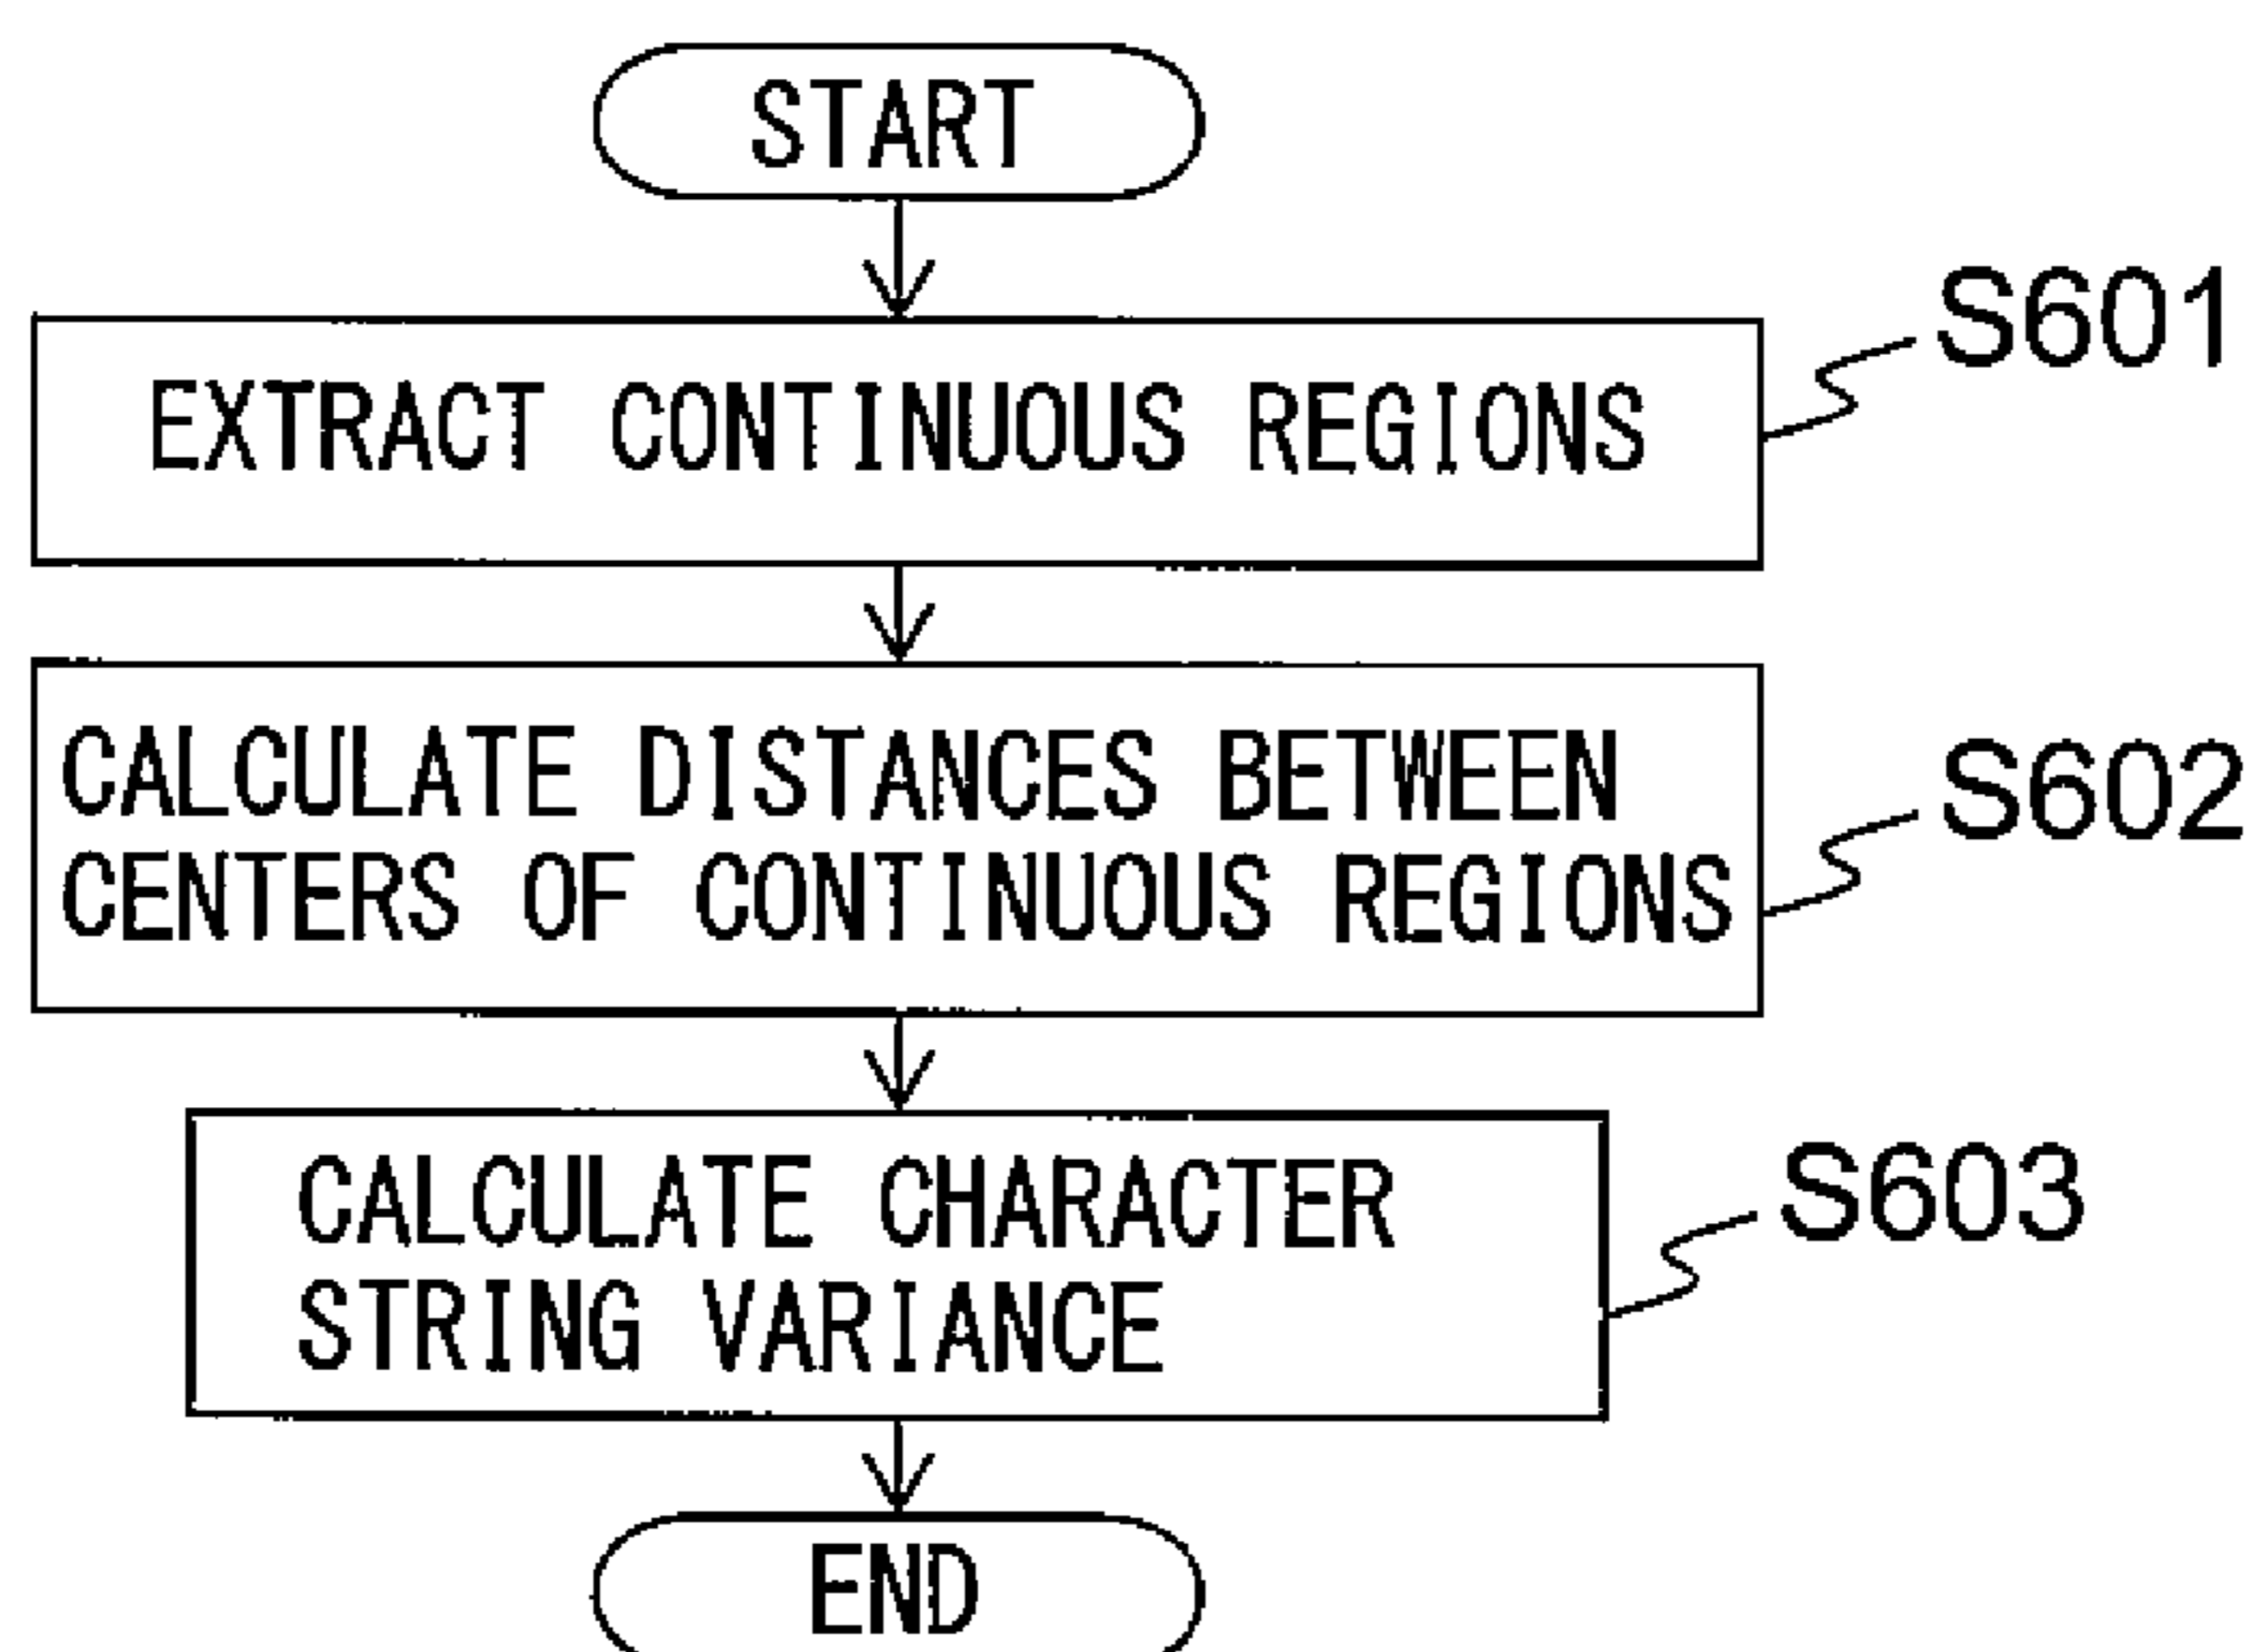 START
S601
EXTRACT CONTINUOUS REGIONS
CALCULATE DISTANCES BETWEEN
S602
CENTERS OF CONTINUOUS REGIONS
CALCULATE CHARACTER
S603
STRING VARIANCE
END